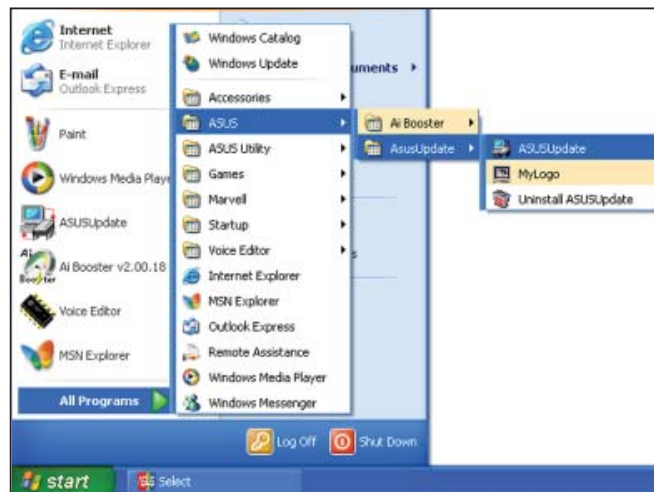 Internet
Internet Explorer
E-mail
Outlook Express
Paint
Windows Media Play
ASUSUpdate
Ai Booster v2.00.18
Voice Editor
MSN Explorer
All Programs
Windows Catalog
Windows Update
Accessories
ASUS
ASUS Utility
Games
Marvell
Startup
Voice Editor
Internet Explorer
MSN Explorer
Outlook Express
Remote Assistance
Windows Media Player
Windows Messenger
uments
s
Ai Booster
AsusUpdate
ASUSUpdate
MyLogo
Uninstall ASUSUpdate
Log Off
Shut Down
start
Select